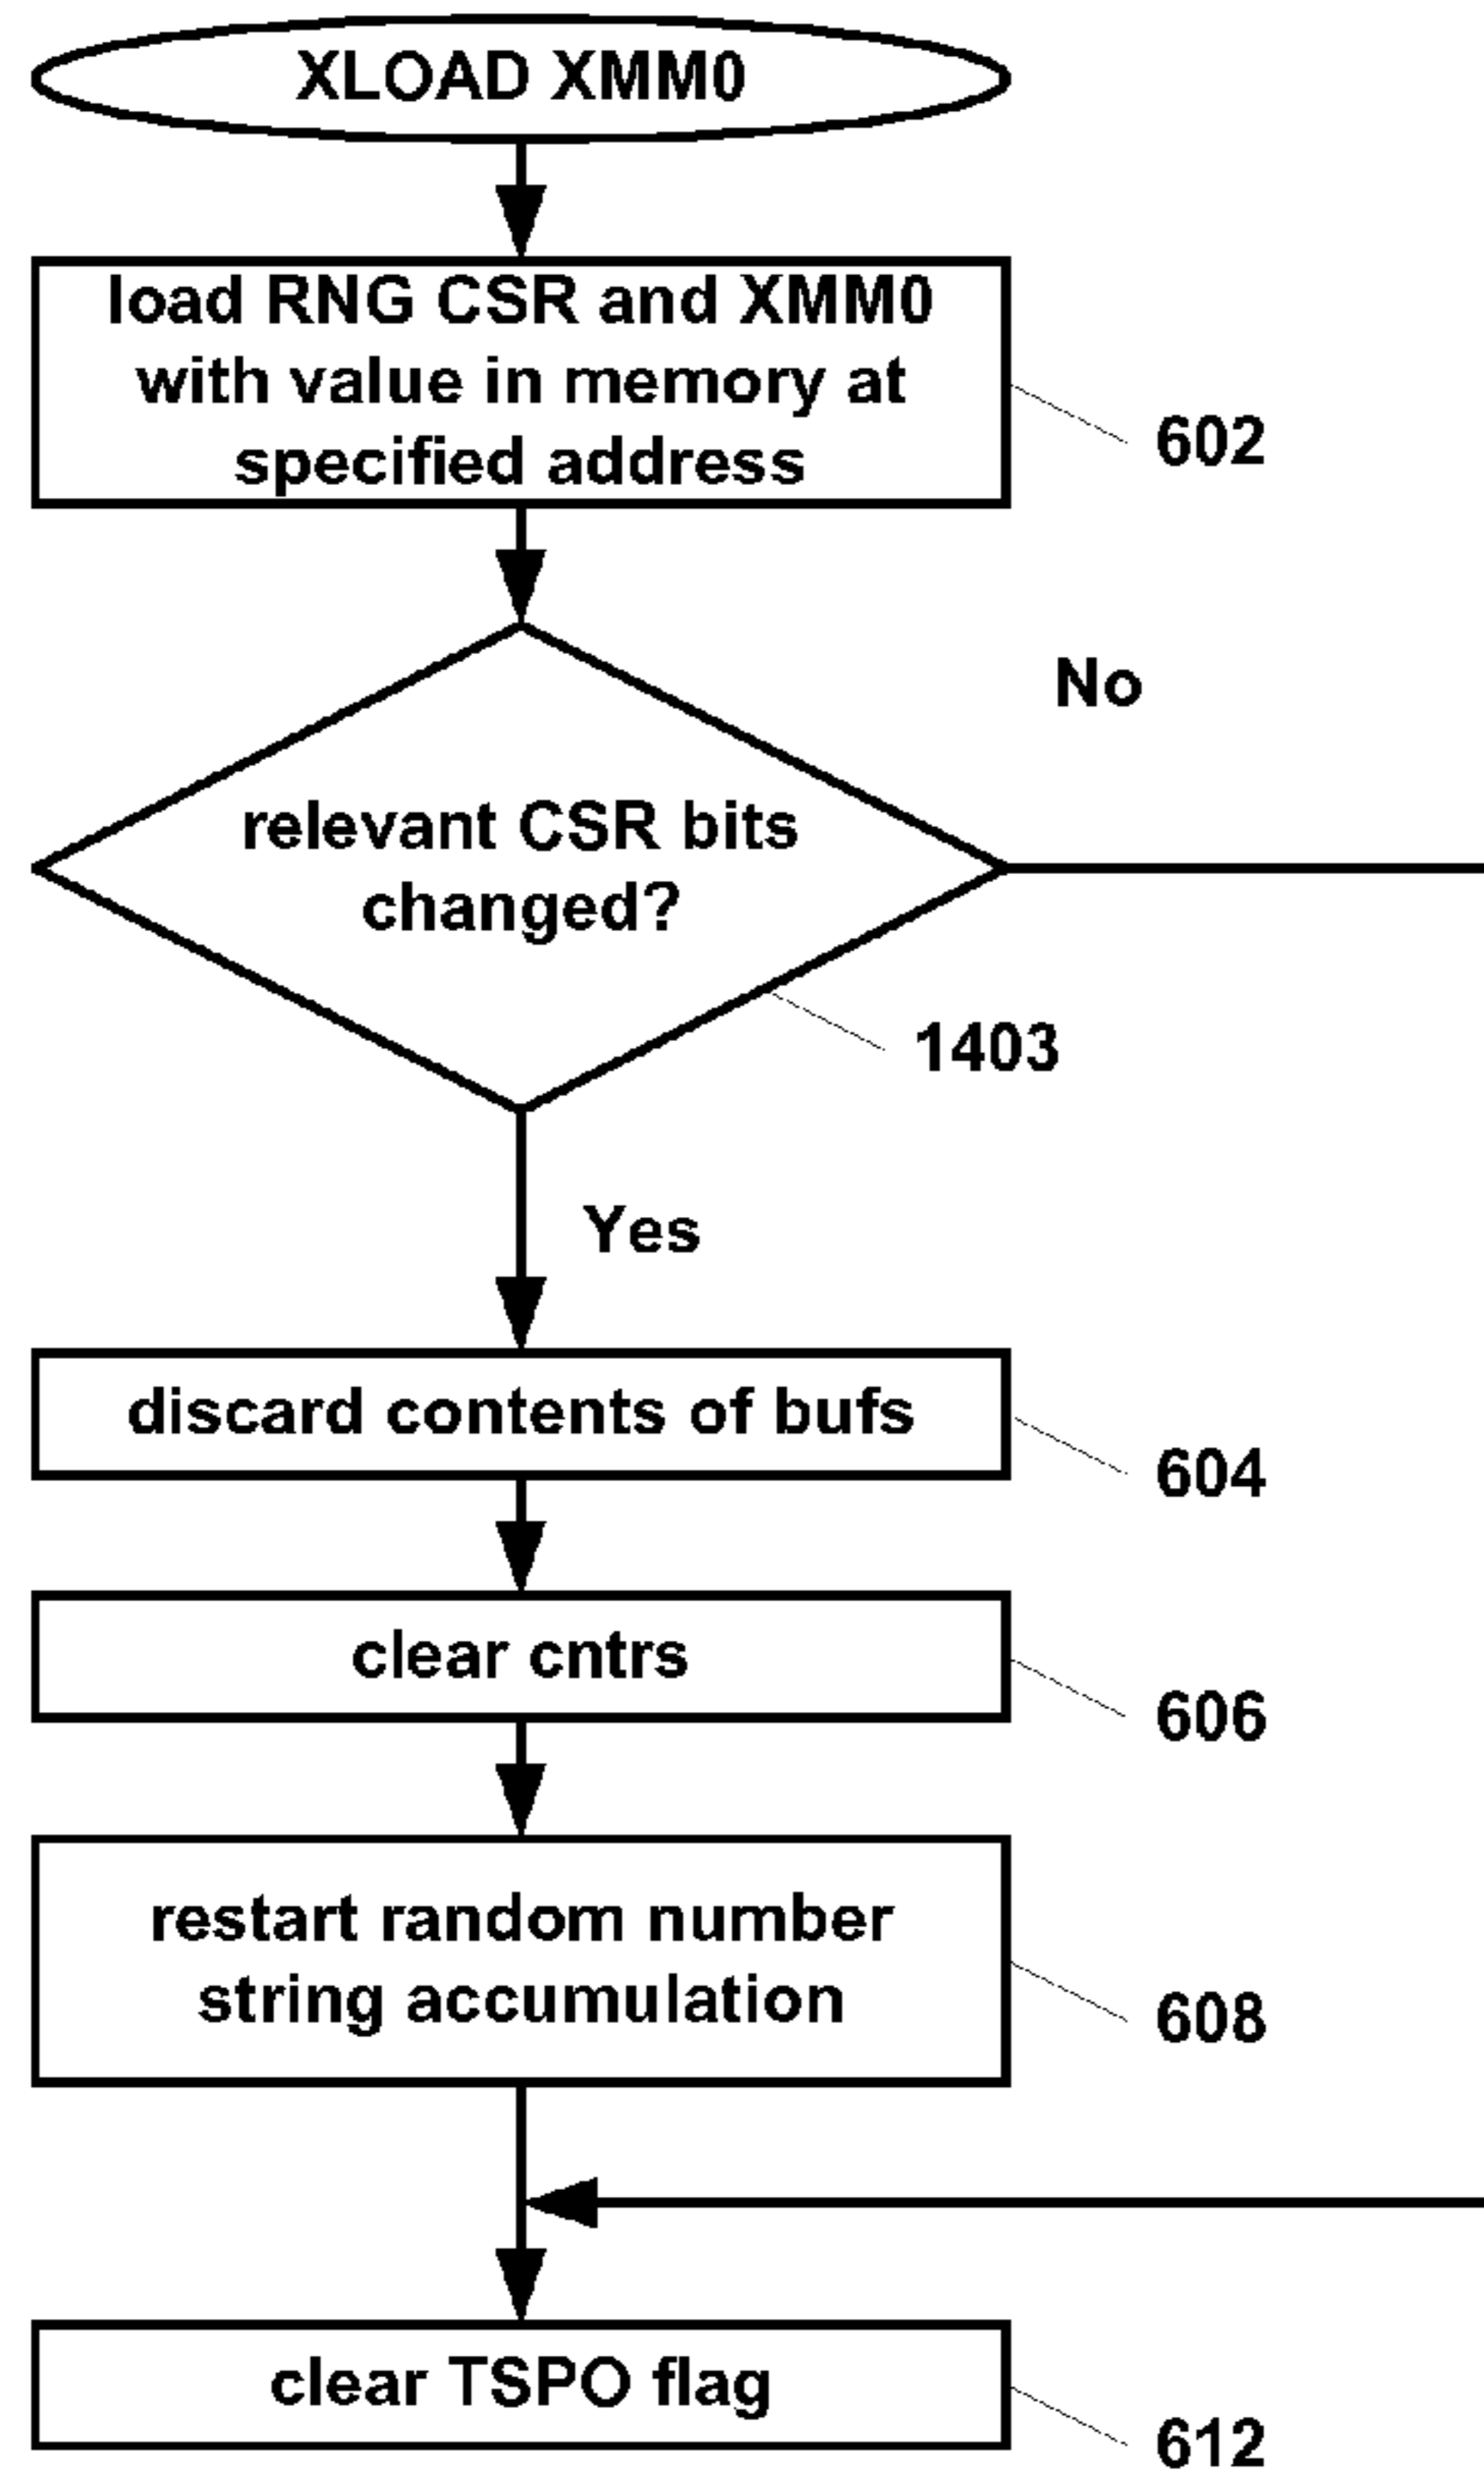 XLOAD XMM0
load RNG CSR and XMM0
with value in memory at
specified address
602
No
relevant CSR bits
changed?
1403
Yes
discard contents of bufs
604
clear cntrs
606
restart random number
string accumulation
608
clear TSPO flag
612